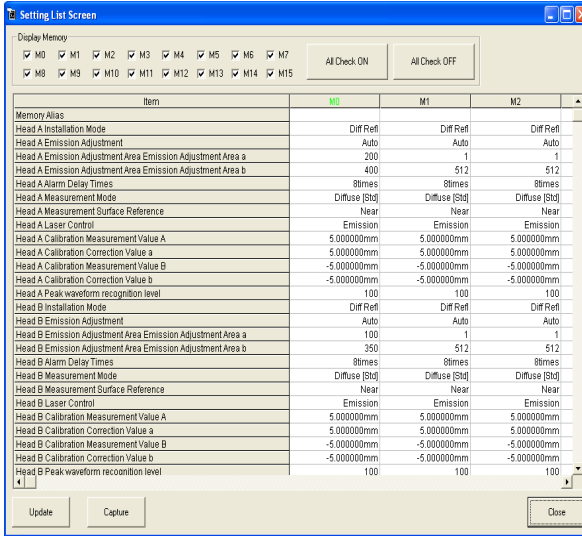 Setting List Screen
Display Memory
M0 M1 M2 M3 M4 M5 M6 M7
M8 M9 M10 M11 M12 M13 M14 M15
All Check ON All Check OFF
Item M0 M1 M2
Memory Alias
Head A Installation Mode Diff Refl Diff Refl Diff Refl
Head A Emission Adjustment Auto Auto Auto
Head A Emission Adjustment Area Emission Adjustment Area a 200 1 1
Head A Emission Adjustment Area Emission Adjustment Area b 400 512 512
Head A Alarm Delay Times 8times 8times 8times
Head A Measurement Mode Diffuse [Std] Diffuse [Std] Diffuse [Std]
Head A Measurement Surface Reference Near Near Near
Head A Laser Control Emission Emission Emission
Head A Calibration Measurement Value A 5.000000mm 5.000000mm 5.000000mm
Head A Calibration Correction Value a 5.000000mm 5.000000mm 5.000000mm
Head A Calibration Measurement Value B -5.000000mm -5.000000mm -5.000000mm
Head A Calibration Correction Value b -5.000000mm -5.000000mm -5.000000mm
Head A Peak waveform recognition level 100 100 100
Head B Installation Mode Diff Refl Diff Refl Diff Refl
Head B Emission Adjustment Auto Auto Auto
Head B Emission Adjustment Area Emission Adjustment Area a 100 1 1
Head B Emission Adjustment Area Emission Adjustment Area b 350 512 512
Head B Alarm Delay Times 8times 8times 8times
Head B Measurement Mode Diffuse [Std] Diffuse [Std] Diffuse [Std]
Head B Measurement Surface Reference Near Near Near
Head B Laser Control Emission Emission Emission
Head B Calibration Measurement Value A 5.000000mm 5.000000mm 5.000000mm
Head B Calibration Correction Value a 5.000000mm 5.000000mm 5.000000mm
Head B Calibration Measurement Value B -5.000000mm -5.000000mm -5.000000mm
Head B Calibration Correction Value b -5.000000mm -5.000000mm -5.000000mm
Head B Peak waveform recognition level 100 100 100
Update Capture Close